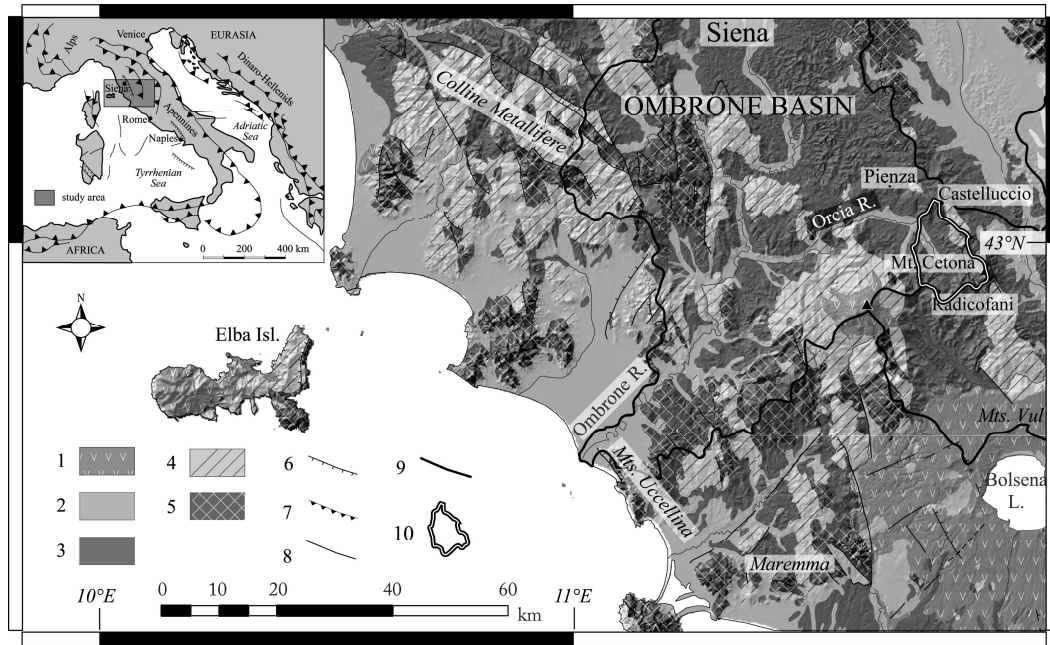 Venice
EURASIA
Alps
Dinaro-Hellenids
Siena
Rome
Apennines
Adriatic
Sea
Naples
Tyrrhenian
Sea
study area
AFRICA
0 200 400 km
Siena
Colline Metallifere
OMBRONE BASIN
Pienza
Castelluccio
Orcia R.
43°N
Mt. Cetona
Radicofani
N
Elba Isl.
Ombrone R.
Mts. Vul
Mts. Uccellina
Bolsena
L.
Maremma
1
2
3
4
5
6
7
8
9
10
0 5 10 15 20 40 60
km
10°E
11°E